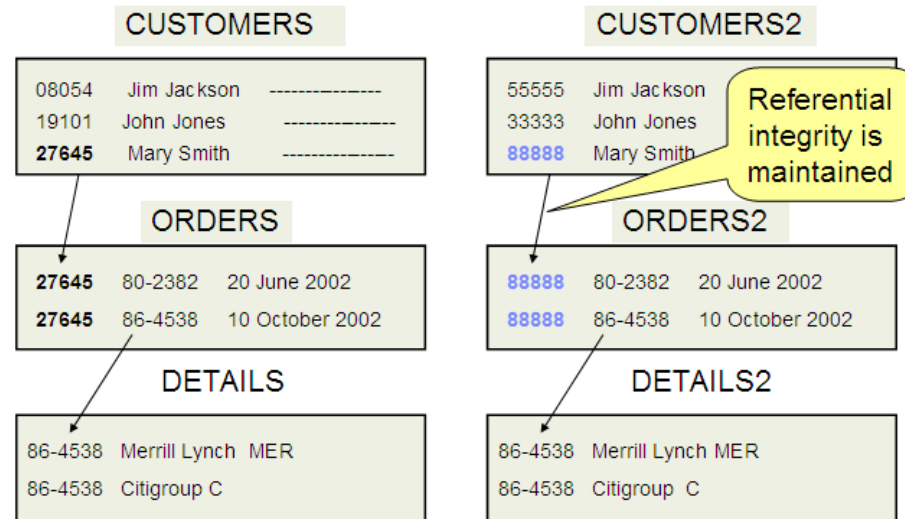 CUSTOMERS
08054 Jim Jackson ----------------
19101 John Jones ----------------
27645 Mary Smith ----------------
ORDERS
27645 80-2382 20 June 2002
27645 86-4538 10 October 2002
DETAILS
86-4538 Merrill Lynch MER
86-4538 Citigroup C
CUSTOMERS2
55555 Jim Jackson
33333 John Jones
88888 Mary Smith
Referential
integrity is
maintained
ORDERS2
88888 80-2382 20 June 2002
88888 86-4538 10 October 2002
DETAILS2
86-4538 Merrill Lynch MER
86-4538 Citigroup C